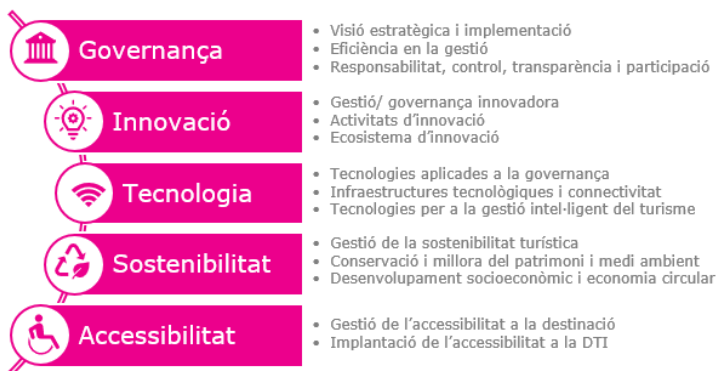 Governança
• Visió estratègica i implementació
• Eficiència en la gestió
• Responsabilitat, control, transparència i participació
Innovació
• Gestió/ governança innovadora
• Activitats d’innovació
• Ecosistema d’innovació
Tecnologia
• Tecnologies aplicades a la governança
• Infraestructures tecnològiques i connectivitat
• Tecnologies per a la gestió intel·ligent del turisme
Sostenibilitat
• Gestió de la sostenibilitat turística
• Conservació i millora del patrimoni i medi ambient
• Desenvolupament socioeconòmic i economia circular
Accessibilitat
• Gestió de l’accessibilitat a la destinació
• Implantació de l’accessibilitat a la DTI